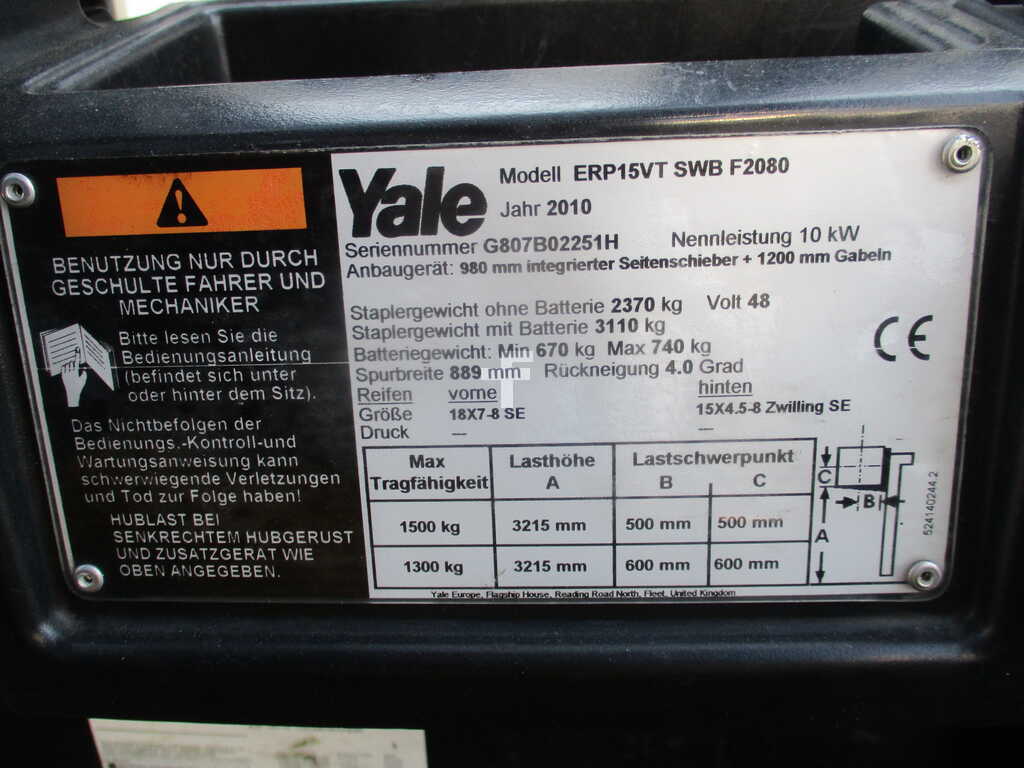 BENUTZUNG NUR DURCH
GESCHULTE FAHRER UND
MECHANIKER
Bitte lesen Sie die
Bedienungsanleitung
(befindet sich unter
oder hinter dem Sitz).
Das Nichtbefolgen der
Bedienungs.-Kontroll-und
Wartungsanweisung kann
schwerwiegende Verletzungen
und Tod zur Folge haben!
HUBLAST BEI
SENKRECHTEM HUBGERUST
UND ZUSATZGERAT WIE
OBEN ANGEGEBEN.
Yale Modell ERP15VT SWB F2080
Jahr 2010
Seriennummer G807B02251H Nennleistung 10 kW
Anbaugerät: 980 mm integrierter Seitenschieber + 1200 mm Gabeln
Staplergewicht ohne Batterie 2370 kg Volt 48
Staplergewicht mit Batterie 3110 kg
Batteriegewicht: Min 670 kg Max 740 kg
Spurbreite 889 mm Rückneigung 4.0 Grad
Reifen vorne hinten
Größe 18X7-8 SE 15X4.5-8 Zwilling SE
Druck --- ---
Max Tragfähigkeit Lasthöhe A Lastschwerpunkt B C
1500 kg 3215 mm 500 mm 500 mm
1300 kg 3215 mm 600 mm 600 mm
CE
C
B
A
524140244.2
Yale Europe, Flagship House, Reading Road North, Fleet, United Kingdom